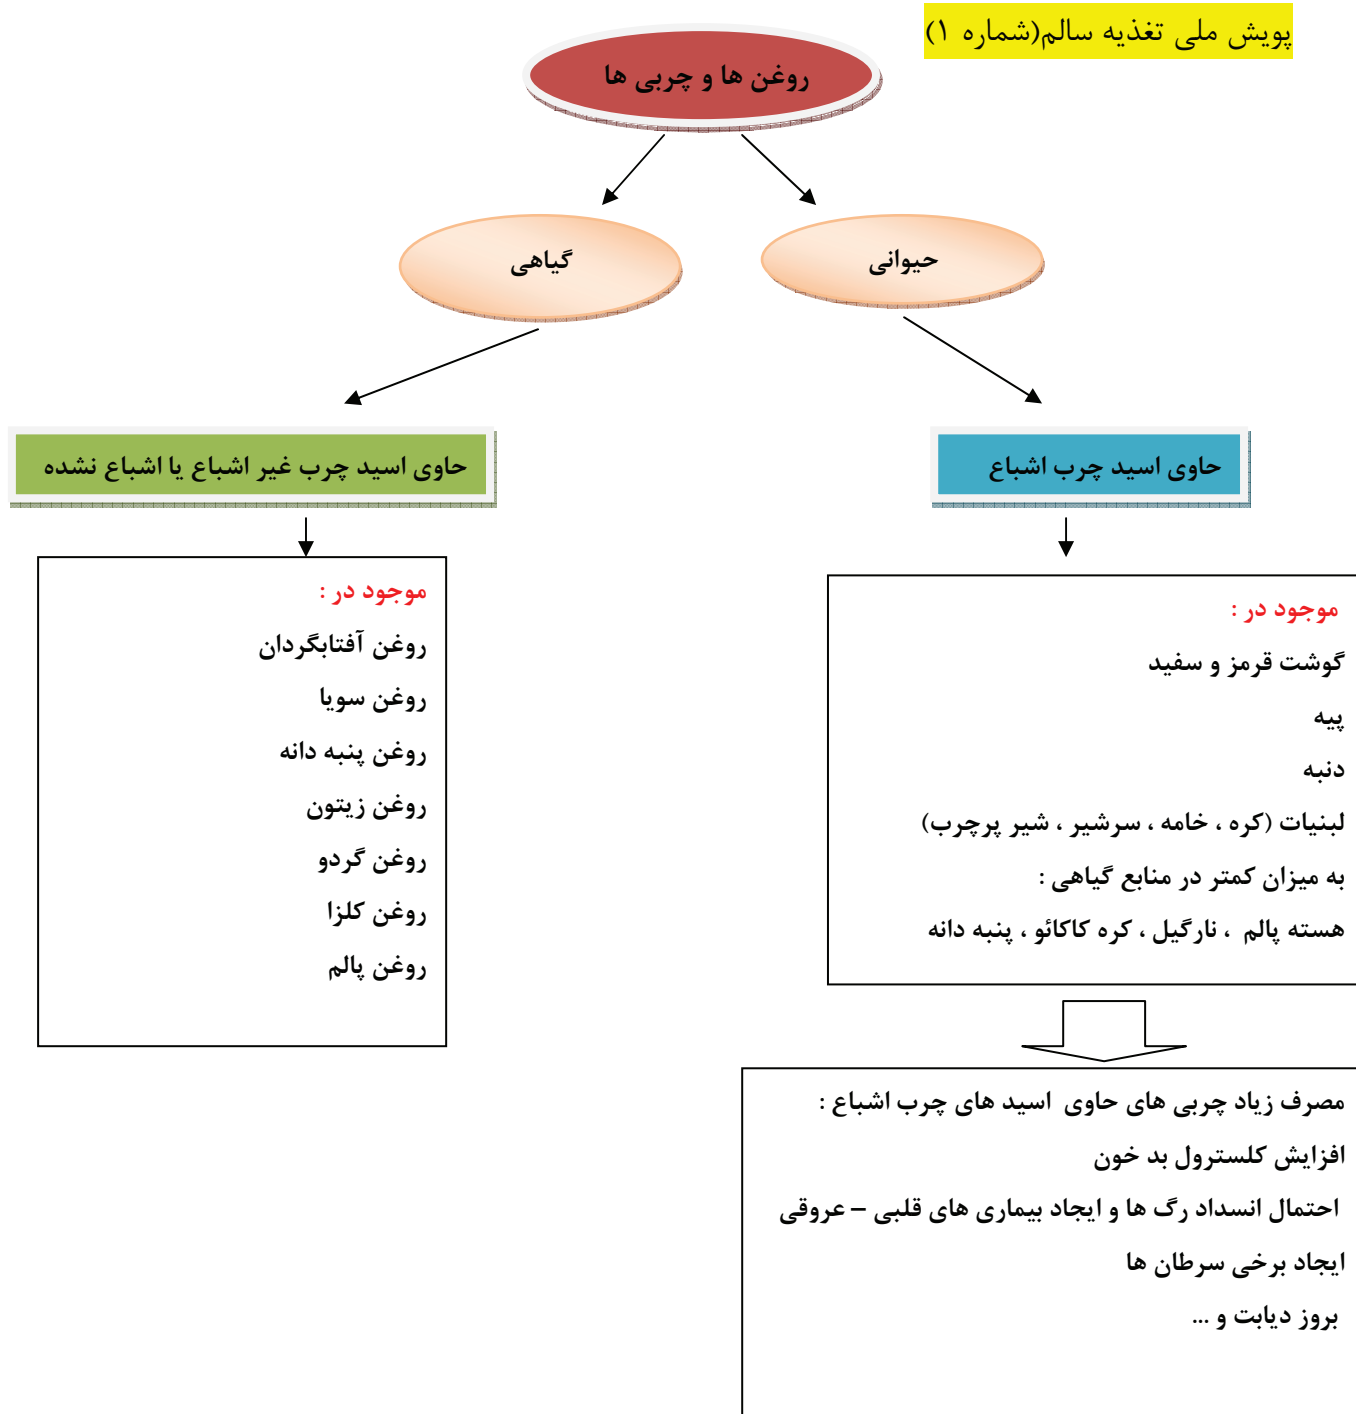 پویش ملی تغذیه سالم(شماره ۱)
روغن ها و چربی ها
حیوانی
گیاهی
حاوی اسید چرب اشباع
حاوی اسید چرب غیر اشباع یا اشباع نشده
موجود در :
گوشت قرمز و سفید
پیه
دنبه
لبنیات (کره ، خامه ، سرشیر ، شیر پرچرب)
به میزان کمتر در منابع گیاهی :
هسته پالم ، نارگیل ، کره کاکائو ، پنبه دانه
موجود در :
روغن آفتابگردان
روغن سویا
روغن پنبه دانه
روغن زیتون
روغن گردو
روغن کلزا
روغن پالم
مصرف زیاد چربی های حاوی اسید های چرب اشباع :
افزایش کلسترول بد خون
احتمال انسداد رگ ها و ایجاد بیماری های قلبی – عروقی
ایجاد برخی سرطان ها
بروز دیابت و ...